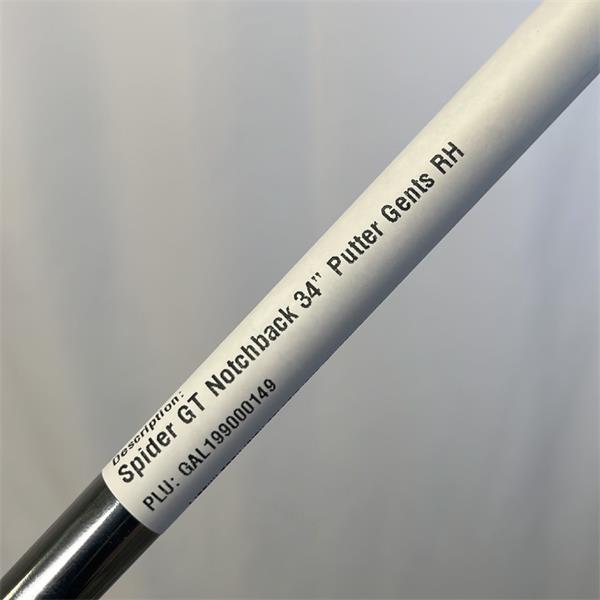 Description:
Spider GT Notchback 34" Putter Gents RH
PLU: GAL199000149